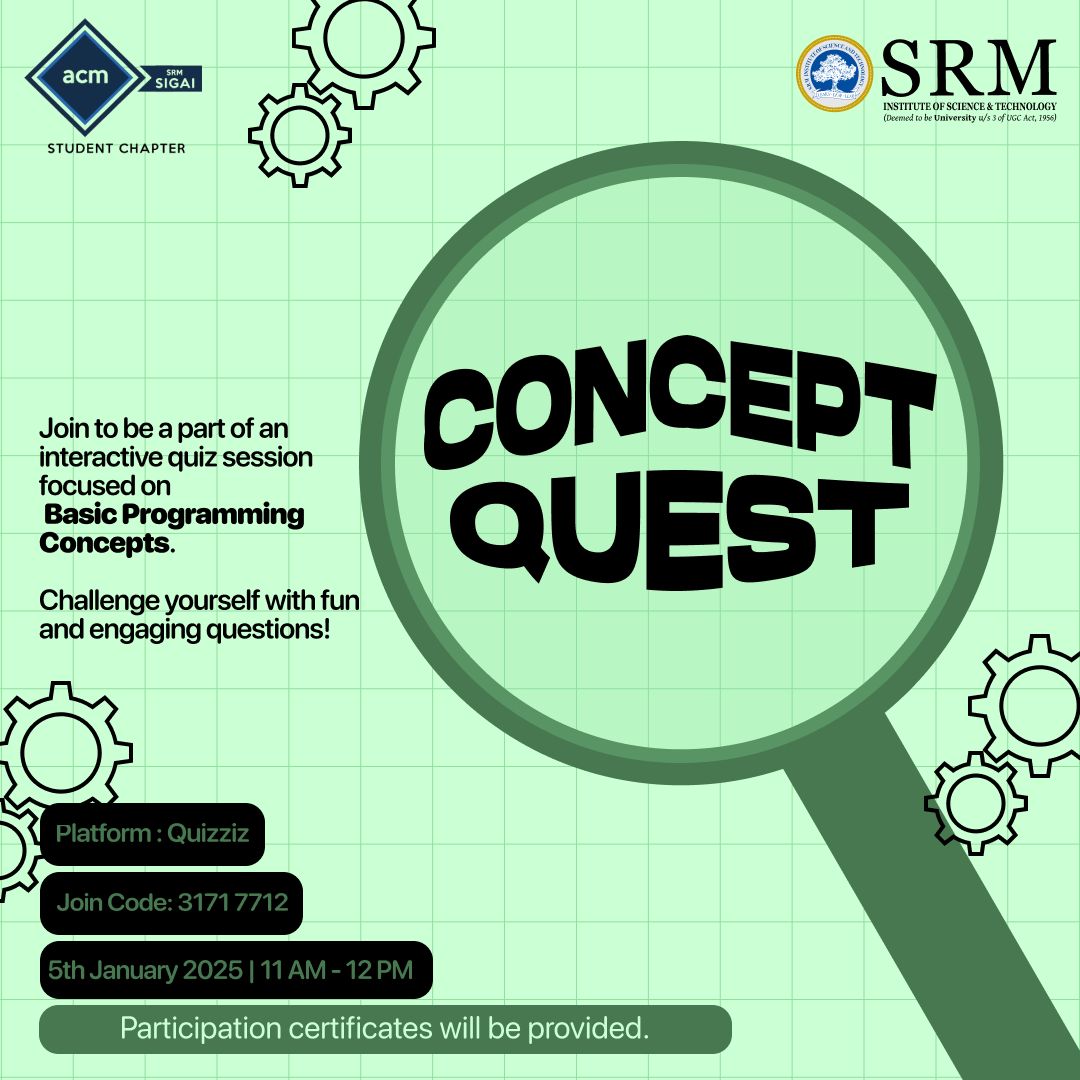 acm
SRM
SIGAI
STUDENT CHAPTER
SRM
INSTITUTE OF SCIENCE & TECHNOLOGY
(Deemed to be University u/s 3 of UGC Act, 1956)
CONCEPT
QUEST
Join to be a part of an
interactive quiz session
focused on
Basic Programming
Concepts.
Challenge yourself with fun
and engaging questions!
Platform : Quizziz
Join Code: 3171 7712
5th January 2025 | 11 AM - 12 PM
Participation certificates will be provided.